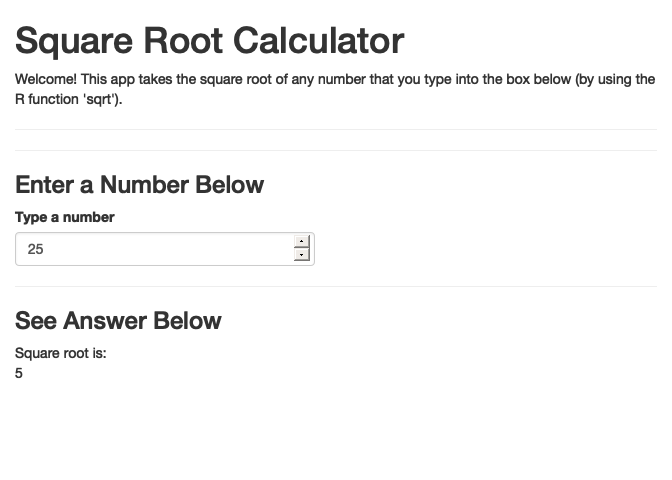 Square Root Calculator
Welcome! This app takes the square root of any number that you type into the box below (by using the
R function 'sqrt').
Enter a Number Below
Type a number
25
See Answer Below
Square root is:
5